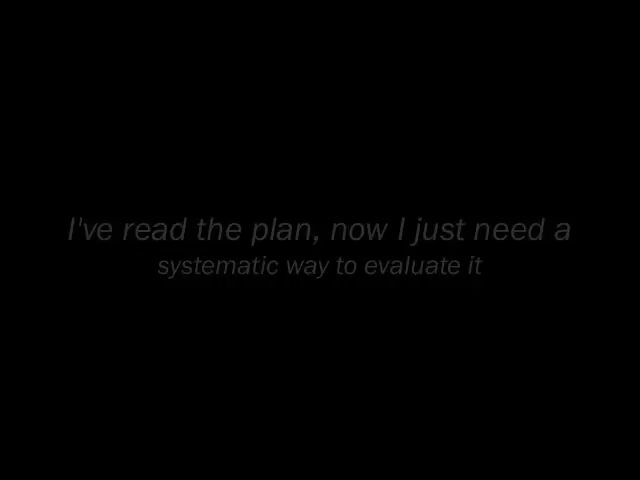 I've read the plan, now I just need a
systematic way to evaluate it